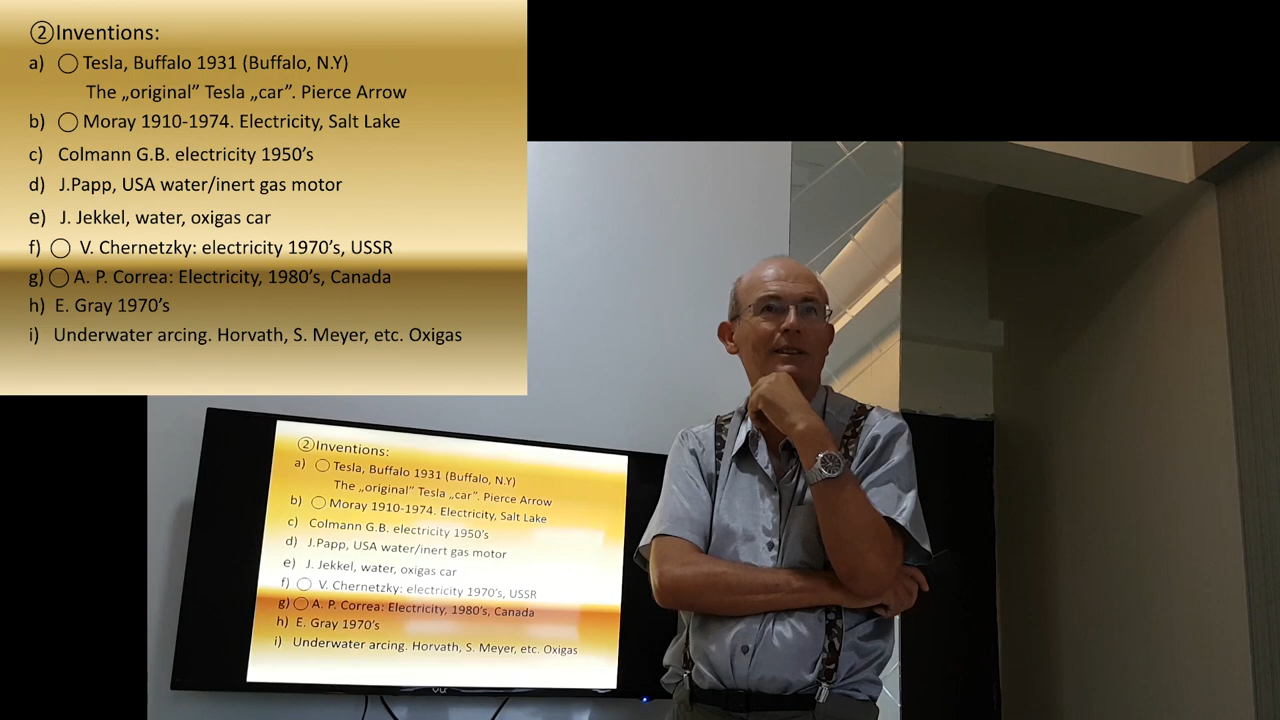 ②Inventions:
a) ◯ Tesla, Buffalo 1931 (Buffalo, N.Y)
The „original” Tesla „car”. Pierce Arrow
b) ◯ Moray 1910-1974. Electricity, Salt Lake
c) Colmann G.B. electricity 1950’s
d) J.Papp, USA water/inert gas motor
e) J. Jekkel, water, oxigas car
f) ◯ V. Chernetzky: electricity 1970’s, USSR
g) ◯ A. P. Correa: Electricity, 1980’s, Canada
h) E. Gray 1970’s
i) Underwater arcing. Horvath, S. Meyer, etc. Oxigas
②Inventions:
a) ◯ Tesla, Buffalo 1931 (Buffalo, N.Y)
The „original” Tesla „car”. Pierce Arrow
b) ◯ Moray 1910-1974. Electricity, Salt Lake
c) Colmann G.B. electricity 1950’s
d) J.Papp, USA water/inert gas motor
e) J. Jekkel, water, oxigas car
f) ◯ V. Chernetzky: electricity 1970’s, USSR
g) ◯ A. P. Correa: Electricity, 1980’s, Canada
h) E. Gray 1970’s
i) Underwater arcing. Horvath, S. Meyer, etc. Oxigas